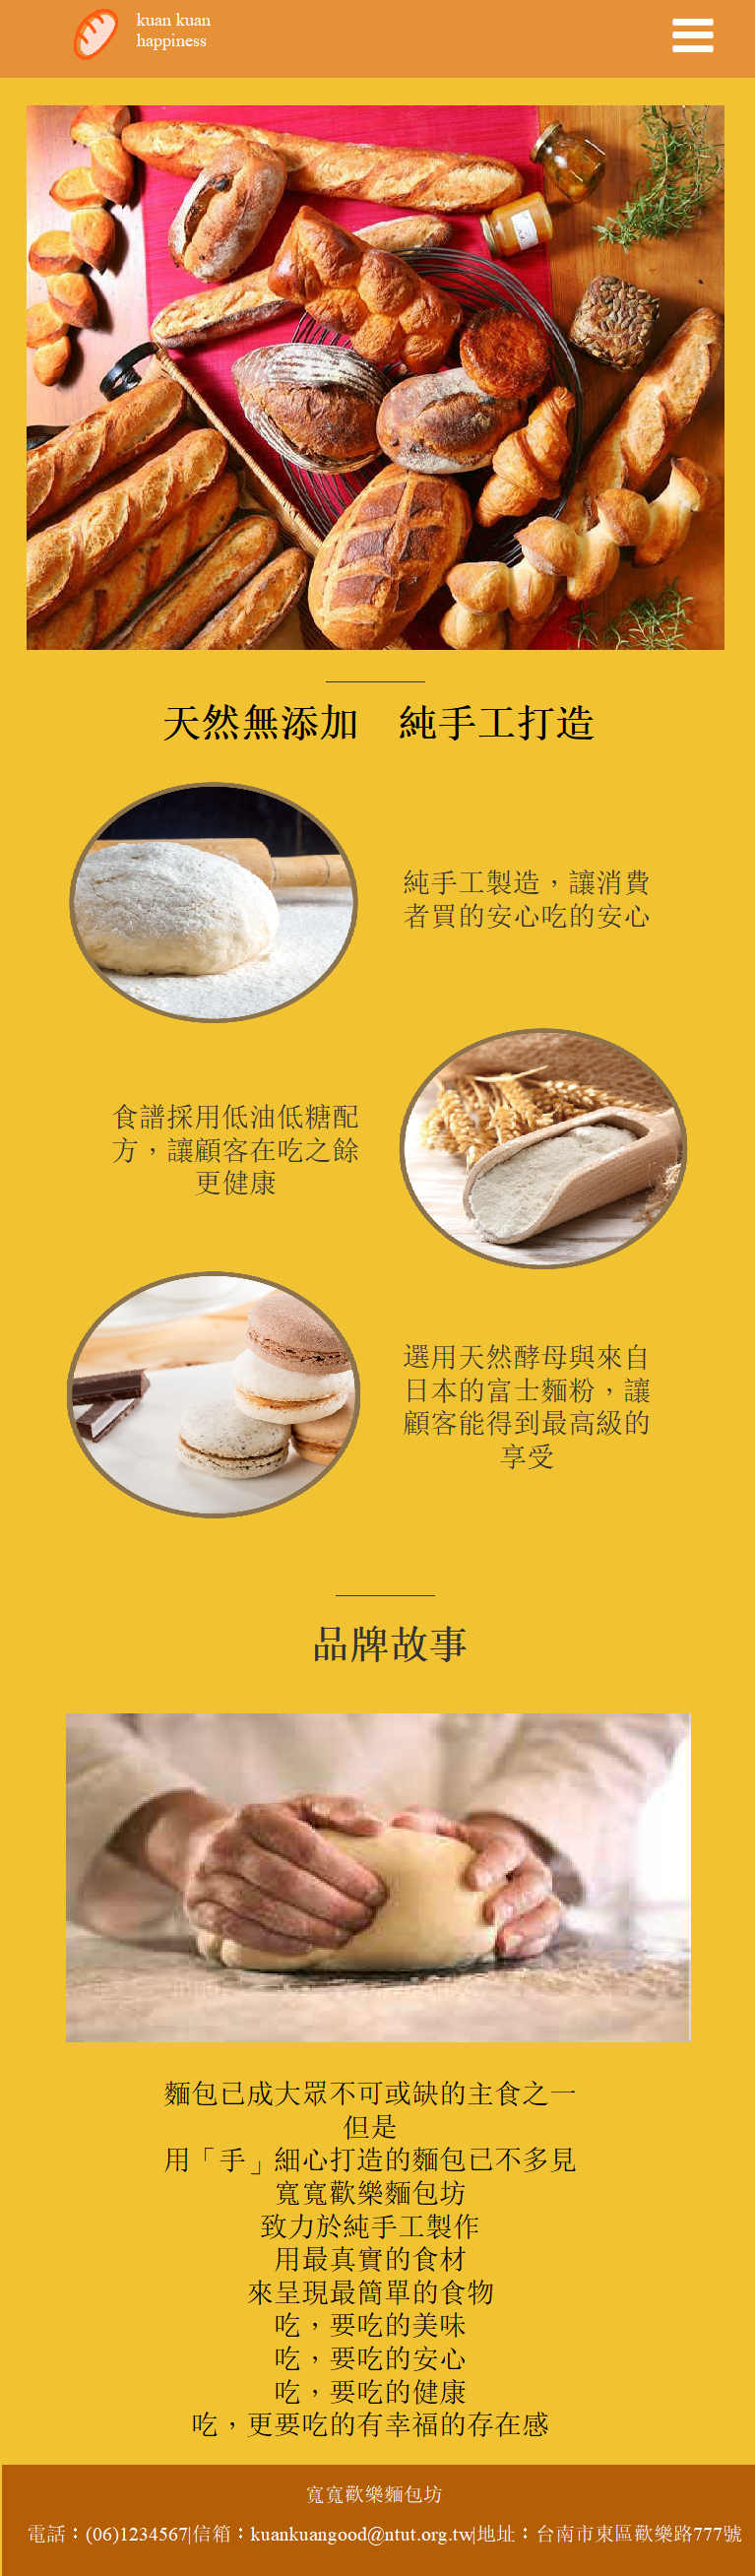 kuan kuan
happiness
天然無添加　純手工打造
純手工製造，讓消費
者買的安心吃的安心
食譜採用低油低糖配
方，讓顧客在吃之餘
更健康
選用天然酵母與來自
日本的富士麵粉，讓
顧客能得到最高級的
享受
品牌故事
麵包已成大眾不可或缺的主食之一
但是
用「手」細心打造的麵包已不多見
寬寬歡樂麵包坊
致力於純手工製作
用最真實的食材
來呈現最簡單的食物
吃，要吃的美味
吃，要吃的安心
吃，要吃的健康
吃，更要吃的有幸福的存在感
寬寬歡樂麵包坊
電話：(06)1234567|信箱：kuankuangood@ntut.org.tw|地址：台南市東區歡樂路777號